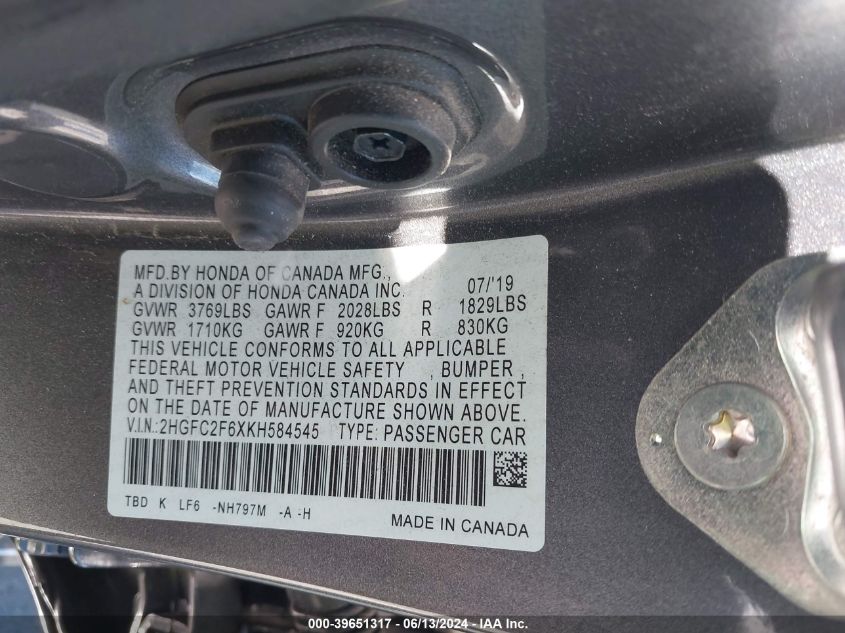 MFD.BY HONDA OF CANADA MFG., 07/'19
A DIVISION OF HONDA CANADA INC.
GVWR 3769LBS GAWR F 2028LBS R 1829LBS
GVWR 1710KG GAWR F 920KG R 830KG
THIS VEHICLE CONFORMS TO ALL APPLICABLE
FEDERAL MOTOR VEHICLE SAFETY , BUMPER ,
AND THEFT PREVENTION STANDARDS IN EFFECT
ON THE DATE OF MANUFACTURE SHOWN ABOVE.
V.I.N.:2HGFC2F6XKH584545 TYPE: PASSENGER CAR
TBD K LF6 -NH797M -A -H
MADE IN CANADA
000-39651317 - 06/13/2024 - IAA Inc.